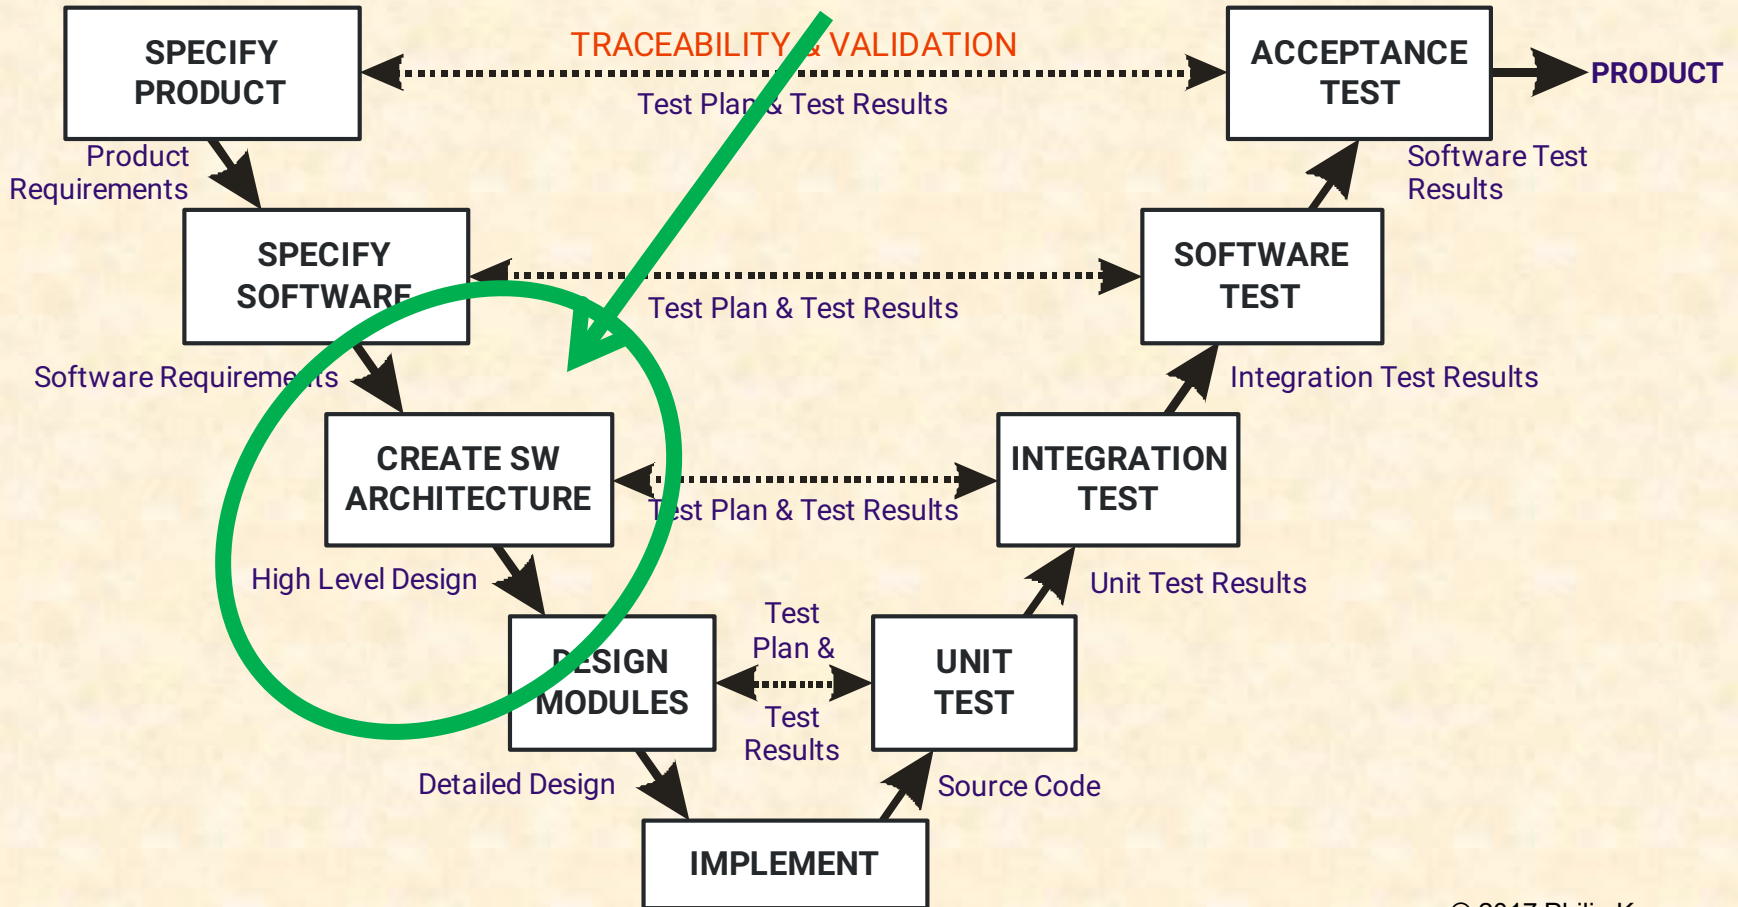 SPECIFY
PRODUCT
TRACEABILITY & VALIDATION
Test Plan & Test Results
ACCEPTANCE
TEST
PRODUCT
Product
Requirements
Software Test
Results
SPECIFY
SOFTWARE
Test Plan & Test Results
SOFTWARE
TEST
Software Requirements
Integration Test Results
CREATE SW
ARCHITECTURE
Test Plan & Test Results
INTEGRATION
TEST
High Level Design
Unit Test Results
DESIGN
MODULES
Test
Plan &
Test
Results
UNIT
TEST
Detailed Design
Source Code
IMPLEMENT
© 2017 Philip